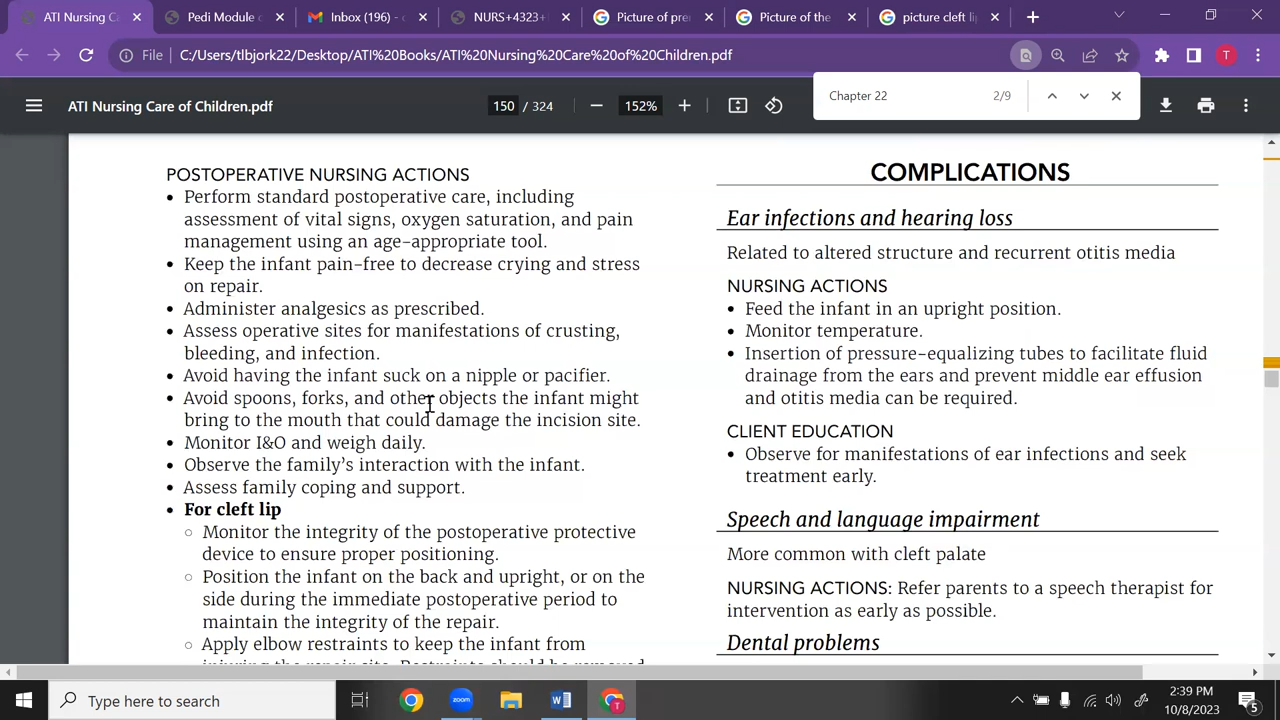 ATI Nursing Ca
Pedi Module
Inbox (196) -
NURS+4323
Picture of pre
Picture of the
picture cleft lip
File
C:/Users/tlbjork22/Desktop/ATI%20Books/ATI%20Nursing%20Care%20of%20Children.pdf
T
Chapter 22
2/9
ATI Nursing Care of Children.pdf
150 / 324
152%
POSTOPERATIVE NURSING ACTIONS
• Perform standard postoperative care, including
assessment of vital signs, oxygen saturation, and pain
management using an age-appropriate tool.
• Keep the infant pain-free to decrease crying and stress
on repair.
• Administer analgesics as prescribed.
• Assess operative sites for manifestations of crusting,
bleeding, and infection.
• Avoid having the infant suck on a nipple or pacifier.
• Avoid spoons, forks, and other objects the infant might
bring to the mouth that could damage the incision site.
• Monitor I&O and weigh daily.
• Observe the family's interaction with the infant.
• Assess family coping and support.
• For cleft lip
○ Monitor the integrity of the postoperative protective
device to ensure proper positioning.
○ Position the infant on the back and upright, or on the
side during the immediate postoperative period to
maintain the integrity of the repair.
○ Apply elbow restraints to keep the infant from
injuring the repair site. Restraints should be removed
COMPLICATIONS
Ear infections and hearing loss
Related to altered structure and recurrent otitis media
NURSING ACTIONS
• Feed the infant in an upright position.
• Monitor temperature.
• Insertion of pressure-equalizing tubes to facilitate fluid
drainage from the ears and prevent middle ear effusion
and otitis media can be required.
CLIENT EDUCATION
• Observe for manifestations of ear infections and seek
treatment early.
Speech and language impairment
More common with cleft palate
NURSING ACTIONS: Refer parents to a speech therapist for
intervention as early as possible.
Dental problems
Type here to search
zoom
W
T
2:39 PM
10/8/2023
5